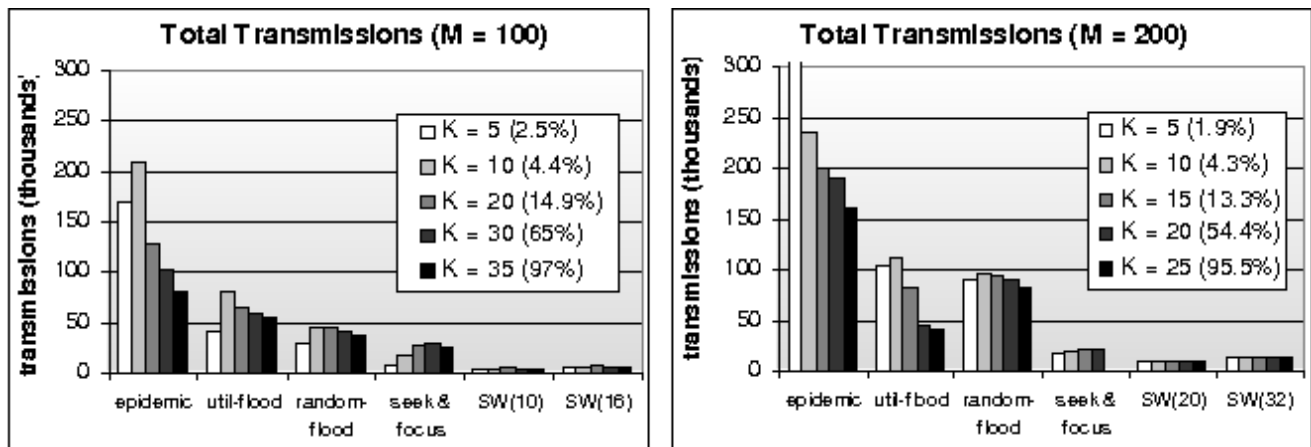 Total Transmissions (M = 100)
transmissions (thousands)
300
250
200
150
100
50
0
K = 5 (2.5%)
K = 10 (4.4%)
K = 20 (14.9%)
K = 30 (65%)
K = 35 (97%)
epidemic
util-flood
random-
flood
seek &
focus
SW(10)
SW(16)
Total Transmissions (M = 200)
transmissions (thousands)
300
250
200
150
100
50
0
K = 5 (1.9%)
K = 10 (4.3%)
K = 15 (13.3%)
K = 20 (54.4%)
K = 25 (95.5%)
epidemic
util-flood
random-
flood
seek &
focus
SW(20)
SW(32)